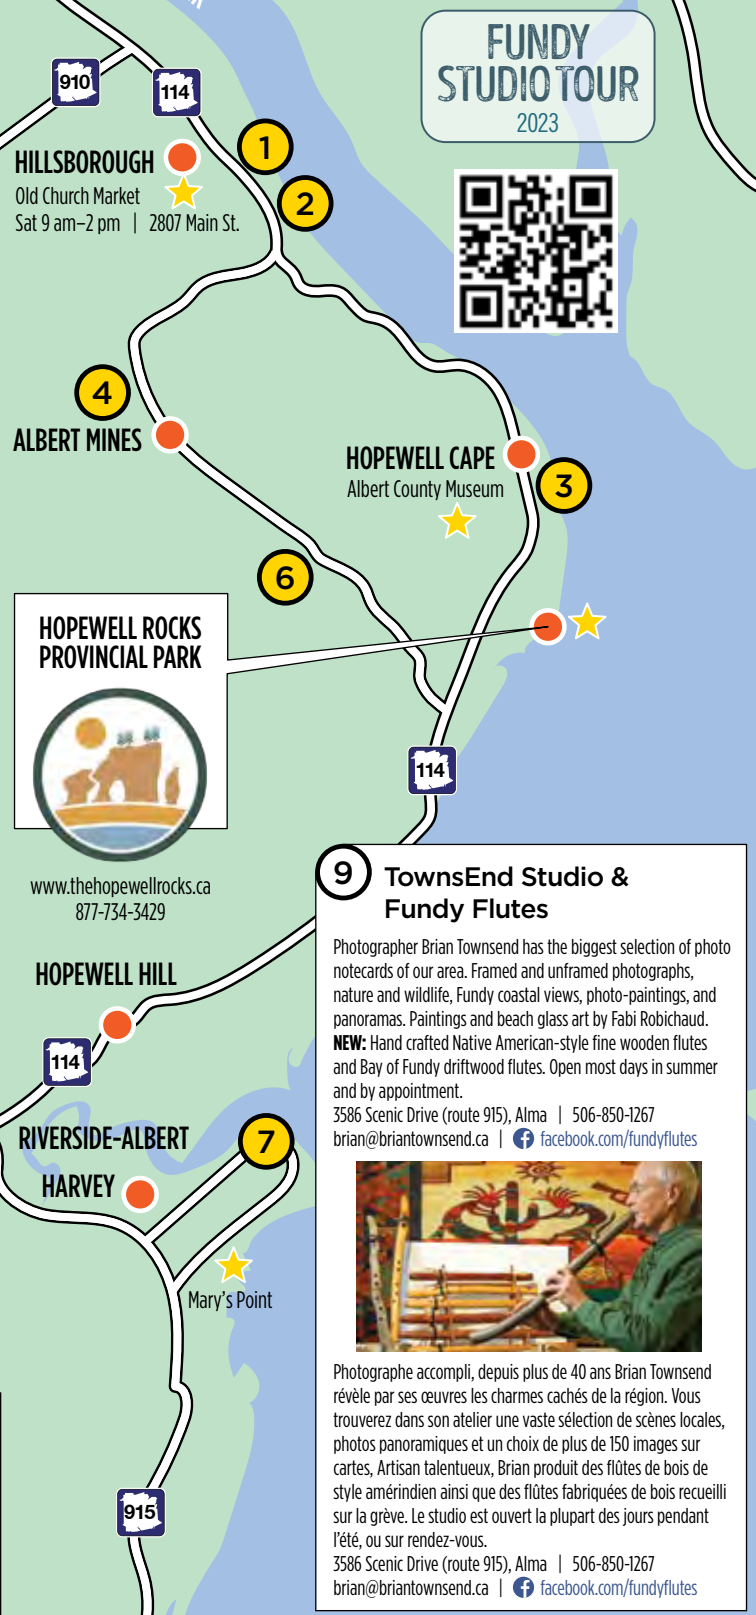 FUNDY
STUDIO TOUR
2023
910
114
1
2
HILLSBOROUGH
Old Church Market
Sat 9 am–2 pm | 2807 Main St.
4
ALBERT MINES
HOPEWELL CAPE
Albert County Museum
3
6
HOPEWELL ROCKS
PROVINCIAL PARK
www.thehopewellrocks.ca
877-734-3429
114
HOPEWELL HILL
114
RIVERSIDE-ALBERT
7
HARVEY
Mary's Point
915
9 TownsEnd Studio &
Fundy Flutes
Photographer Brian Townsend has the biggest selection of photo
notecards of our area. Framed and unframed photographs,
nature and wildlife, Fundy coastal views, photo-paintings, and
panoramas. Paintings and beach glass art by Fabi Robichaud.
NEW: Hand crafted Native American-style fine wooden flutes
and Bay of Fundy driftwood flutes. Open most days in summer
and by appointment.
3586 Scenic Drive (route 915), Alma | 506-850-1267
brian@briantownsend.ca | facebook.com/fundyflutes
Photographe accompli, depuis plus de 40 ans Brian Townsend
révèle par ses œuvres les charmes cachés de la région. Vous
trouverez dans son atelier une vaste sélection de scènes locales,
photos panoramiques et un choix de plus de 150 images sur
cartes, Artisan talentueux, Brian produit des flûtes de bois de
style amérindien ainsi que des flûtes fabriquées de bois recueilli
sur la grève. Le studio est ouvert la plupart des jours pendant
l'été, ou sur rendez-vous.
3586 Scenic Drive (route 915), Alma | 506-850-1267
brian@briantownsend.ca | facebook.com/fundyflutes